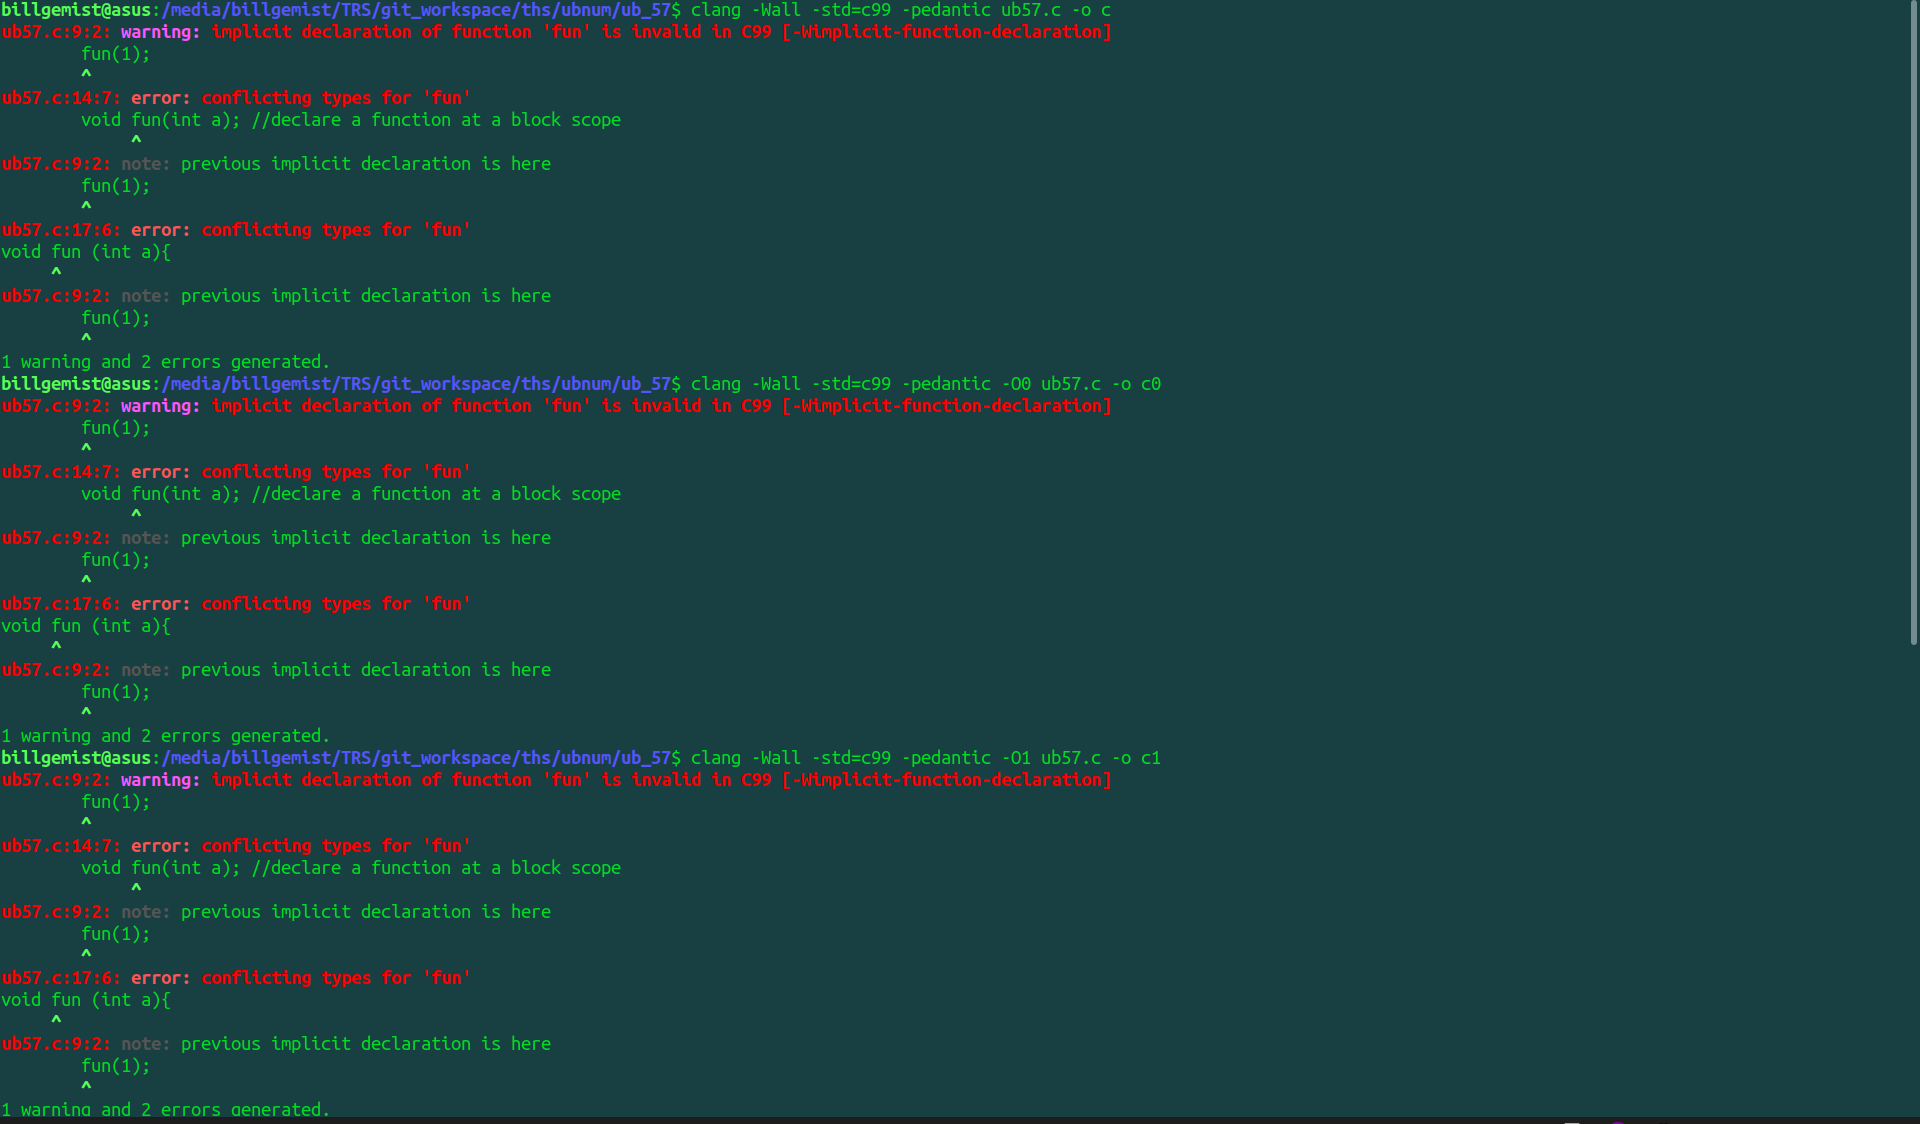 billgemist@asus:/media/billgemist/TRS/git_workspace/ths/ubnum/ub_57$ clang -Wall -std=c99 -pedantic ub57.c -o c
ub57.c:9:2: warning: implicit declaration of function 'fun' is invalid in C99 [-Wimplicit-function-declaration]
        fun(1);
        ^
ub57.c:14:7: error: conflicting types for 'fun'
        void fun(int a); //declare a function at a block scope
             ^
ub57.c:9:2: note: previous implicit declaration is here
        fun(1);
        ^
ub57.c:17:6: error: conflicting types for 'fun'
void fun (int a){
     ^
ub57.c:9:2: note: previous implicit declaration is here
        fun(1);
        ^
1 warning and 2 errors generated.
billgemist@asus:/media/billgemist/TRS/git_workspace/ths/ubnum/ub_57$ clang -Wall -std=c99 -pedantic -O0 ub57.c -o c0
ub57.c:9:2: warning: implicit declaration of function 'fun' is invalid in C99 [-Wimplicit-function-declaration]
        fun(1);
        ^
ub57.c:14:7: error: conflicting types for 'fun'
        void fun(int a); //declare a function at a block scope
             ^
ub57.c:9:2: note: previous implicit declaration is here
        fun(1);
        ^
ub57.c:17:6: error: conflicting types for 'fun'
void fun (int a){
     ^
ub57.c:9:2: note: previous implicit declaration is here
        fun(1);
        ^
1 warning and 2 errors generated.
billgemist@asus:/media/billgemist/TRS/git_workspace/ths/ubnum/ub_57$ clang -Wall -std=c99 -pedantic -O1 ub57.c -o c1
ub57.c:9:2: warning: implicit declaration of function 'fun' is invalid in C99 [-Wimplicit-function-declaration]
        fun(1);
        ^
ub57.c:14:7: error: conflicting types for 'fun'
        void fun(int a); //declare a function at a block scope
             ^
ub57.c:9:2: note: previous implicit declaration is here
        fun(1);
        ^
ub57.c:17:6: error: conflicting types for 'fun'
void fun (int a){
     ^
ub57.c:9:2: note: previous implicit declaration is here
        fun(1);
        ^
1 warning and 2 errors generated.